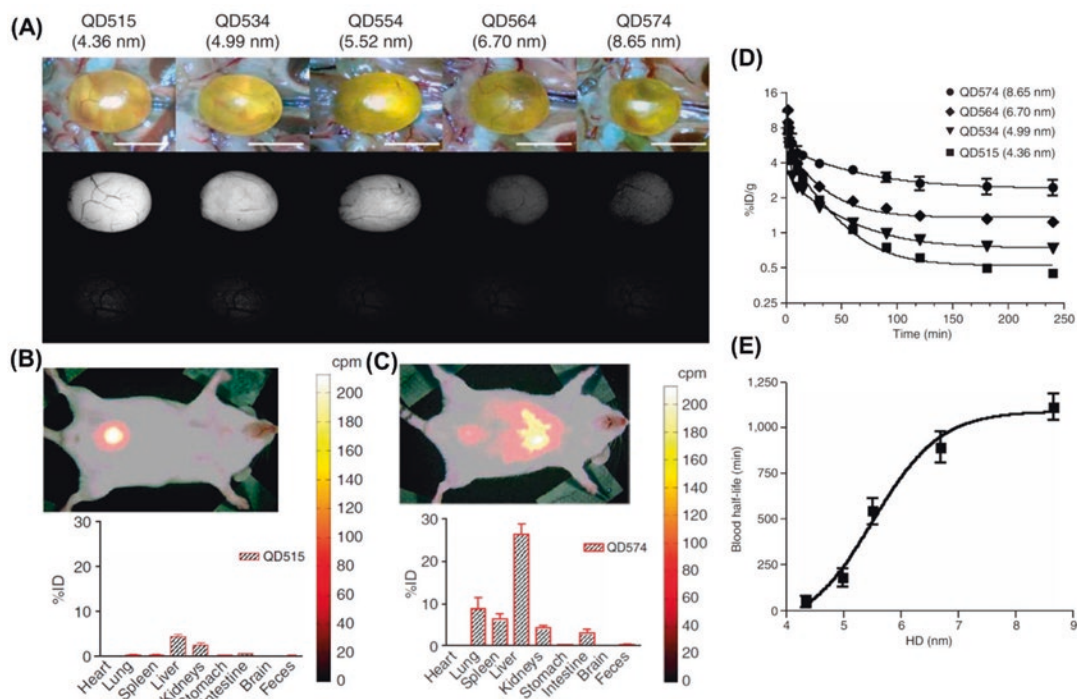 (A)
QD515
(4.36 nm)
QD534
(4.99 nm)
QD554
(5.52 nm)
QD564
(6.70 nm)
QD574
(8.65 nm)
(B)
cpm
200
180
160
140
120
100
80
60
40
20
0
30
20
10
0
%ID
QD515
Heart
Lung
Spleen
Liver
Kidneys
Stomach
Intestine
Brain
Feces
(C)
cpm
200
180
160
140
120
100
80
60
40
20
0
30
20
10
0
%ID
QD574
Heart
Lung
Spleen
Liver
Kidneys
Stomach
Intestine
Brain
Feces
(D)
QD574 (8.65 nm)
QD564 (6.70 nm)
QD534 (4.99 nm)
QD515 (4.36 nm)
16
8
4
2
1
0.5
0.25
%ID/g
0 50 100 150 200 250
Time (min)
(E)
1,250
1,000
750
500
250
0
Blood half-life (min)
4 5 6 7 8 9
HD (nm)